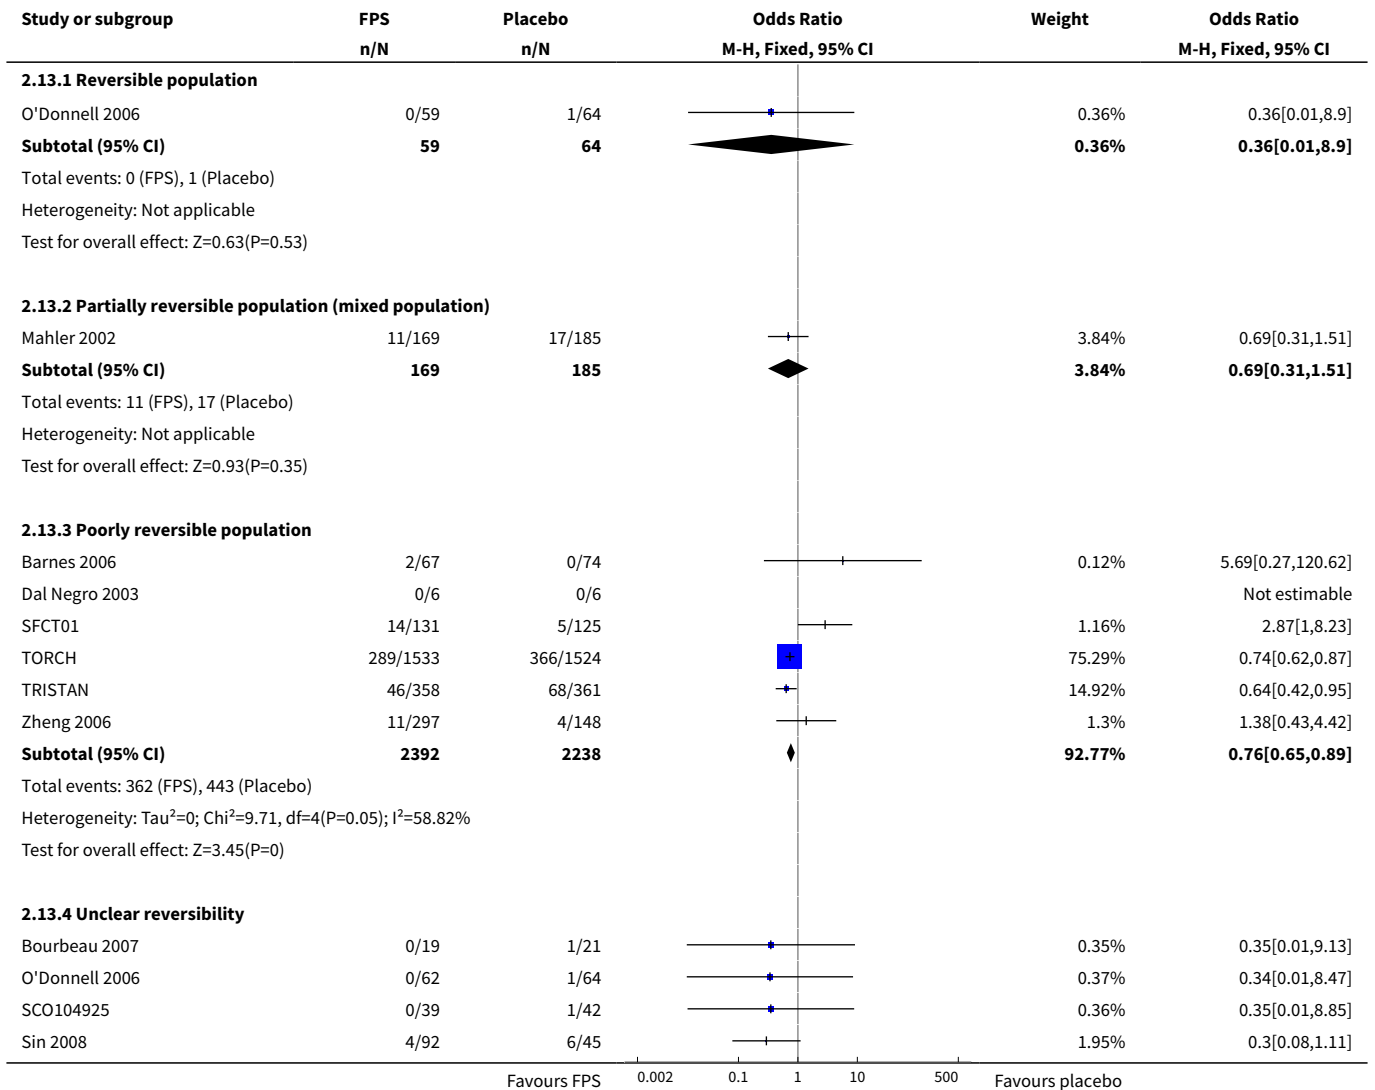 Study or subgroup FPS Placebo Odds Ratio Weight Odds Ratio
n/N n/N M-H, Fixed, 95% CI M-H, Fixed, 95% CI
2.13.1 Reversible population
O'Donnell 2006 0/59 1/64 0.36% 0.36[0.01,8.9]
Subtotal (95% CI) 59 64 0.36% 0.36[0.01,8.9]
Total events: 0 (FPS), 1 (Placebo)
Heterogeneity: Not applicable
Test for overall effect: Z=0.63(P=0.53)
2.13.2 Partially reversible population (mixed population)
Mahler 2002 11/169 17/185 3.84% 0.69[0.31,1.51]
Subtotal (95% CI) 169 185 3.84% 0.69[0.31,1.51]
Total events: 11 (FPS), 17 (Placebo)
Heterogeneity: Not applicable
Test for overall effect: Z=0.93(P=0.35)
2.13.3 Poorly reversible population
Barnes 2006 2/67 0/74 0.12% 5.69[0.27,120.62]
Dal Negro 2003 0/6 0/6 Not estimable
SFCT01 14/131 5/125 1.16% 2.87[1,8.23]
TORCH 289/1533 366/1524 75.29% 0.74[0.62,0.87]
TRISTAN 46/358 68/361 14.92% 0.64[0.42,0.95]
Zheng 2006 11/297 4/148 1.3% 1.38[0.43,4.42]
Subtotal (95% CI) 2392 2238 92.77% 0.76[0.65,0.89]
Total events: 362 (FPS), 443 (Placebo)
Heterogeneity: Tau²=0; Chi²=9.71, df=4(P=0.05); I²=58.82%
Test for overall effect: Z=3.45(P=0)
2.13.4 Unclear reversibility
Bourbeau 2007 0/19 1/21 0.35% 0.35[0.01,9.13]
O'Donnell 2006 0/62 1/64 0.37% 0.34[0.01,8.47]
SCO104925 0/39 1/42 0.36% 0.35[0.01,8.85]
Sin 2008 4/92 6/45 1.95% 0.3[0.08,1.11]
Favours FPS 0.002 0.1 1 10 500 Favours placebo